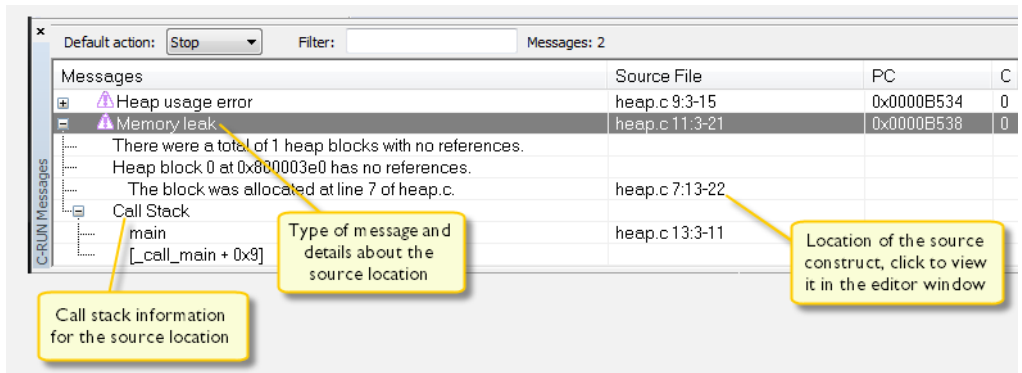 ×
Default action: Stop Filter: Messages: 2
Messages Source File PC C
Heap usage error heap.c 9:3-15 0x0000B534 0
Memory leak heap.c 11:3-21 0x0000B538 0
There were a total of 1 heap blocks with no references.
Heap block 0 at 0x800003e0 has no references.
The block was allocated at line 7 of heap.c. heap.c 7:13-22
Call Stack
main heap.c 13:3-11
[_call_main + 0x9]
C-RUN Messages
Type of message and
details about the
source location
Location of the source
construct, click to view
it in the editor window
Call stack information
for the source location